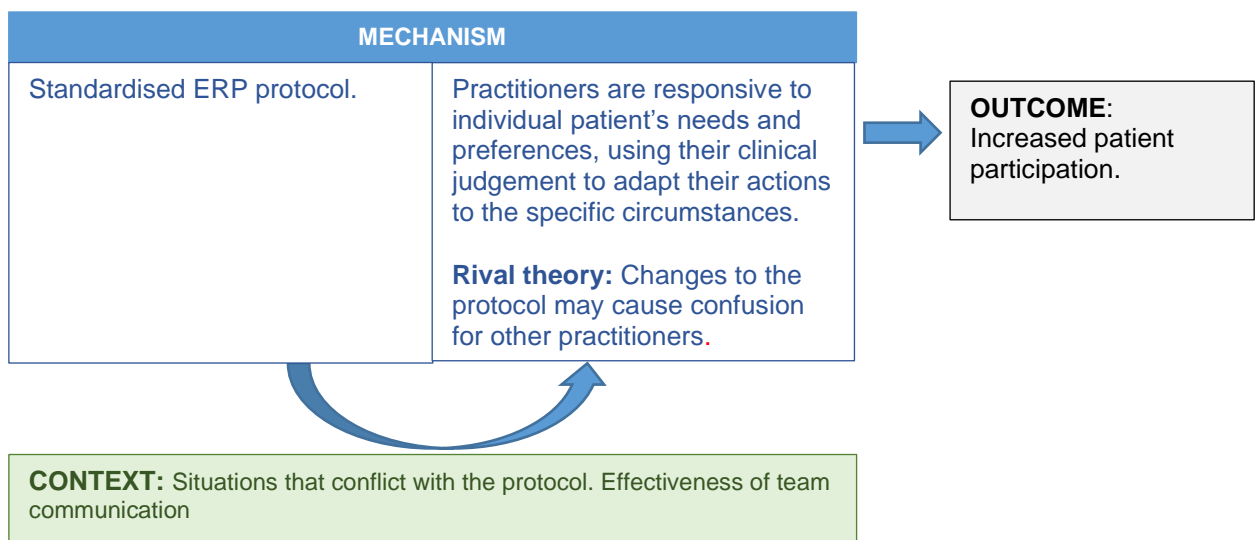 MECHANISM
Standardised ERP protocol.
Practitioners are responsive to
individual patient’s needs and
preferences, using their clinical
judgement to adapt their actions
to the specific circumstances.
Rival theory: Changes to the
protocol may cause confusion
for other practitioners.
OUTCOME:
Increased patient
participation.
CONTEXT: Situations that conflict with the protocol. Effectiveness of team
communication